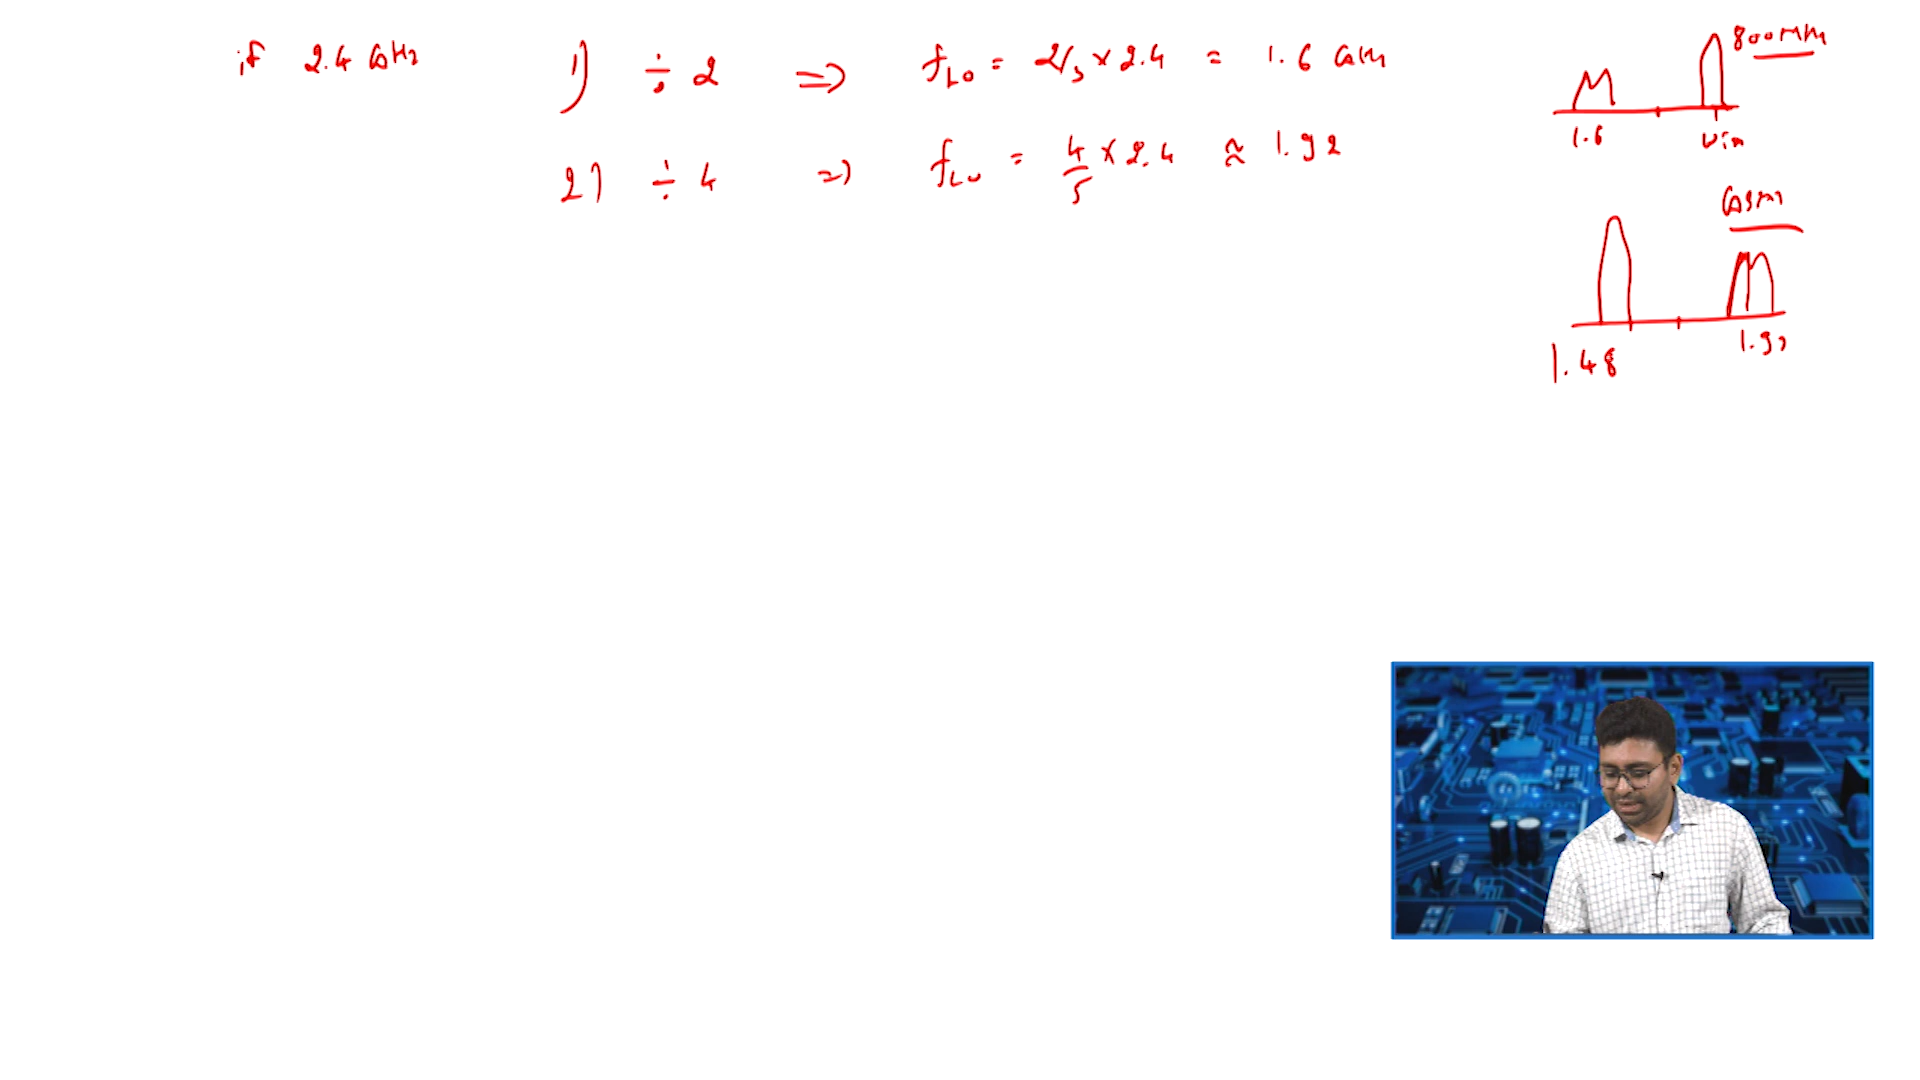 if 2.4 GHz 1) ÷ 2 => fLO = 2/3 × 2.4 = 1.6 GHz
2) ÷ 4 => fLO = 4/5 × 2.4 ≈ 1.92
800MHz
1.6 win
GSM
1.48 1.92